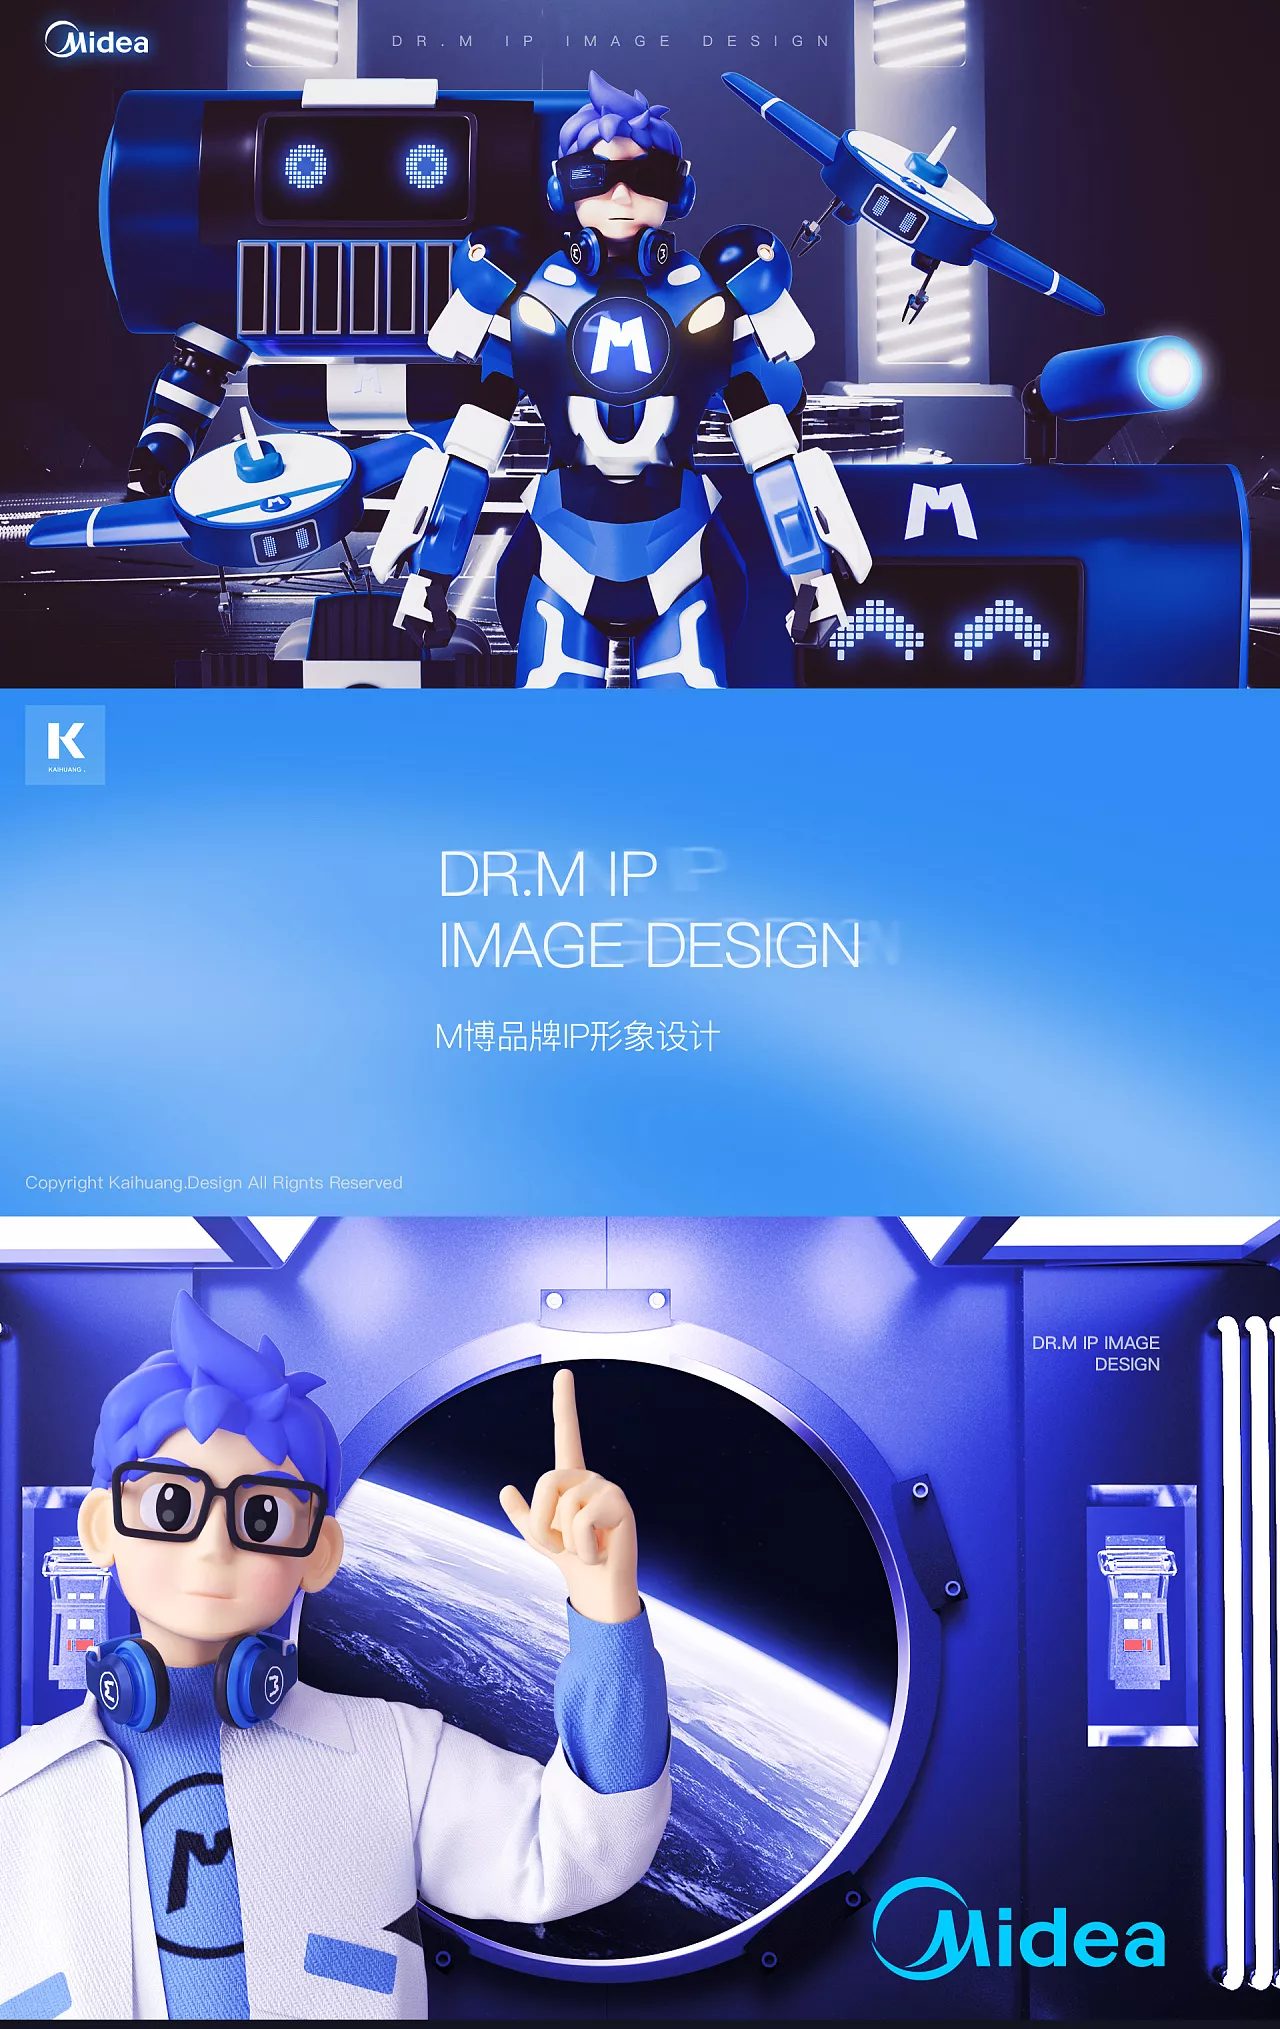 Midea
DR.M IP IMAGE DESIGN
M
M
M
K
KAIHUANG .
DR.M IP
IMAGE DESIGN
M博品牌IP形象设计
Copyright Kaihuang.Design All Rignts Reserved
DR.M IP IMAGE
DESIGN
M
Midea